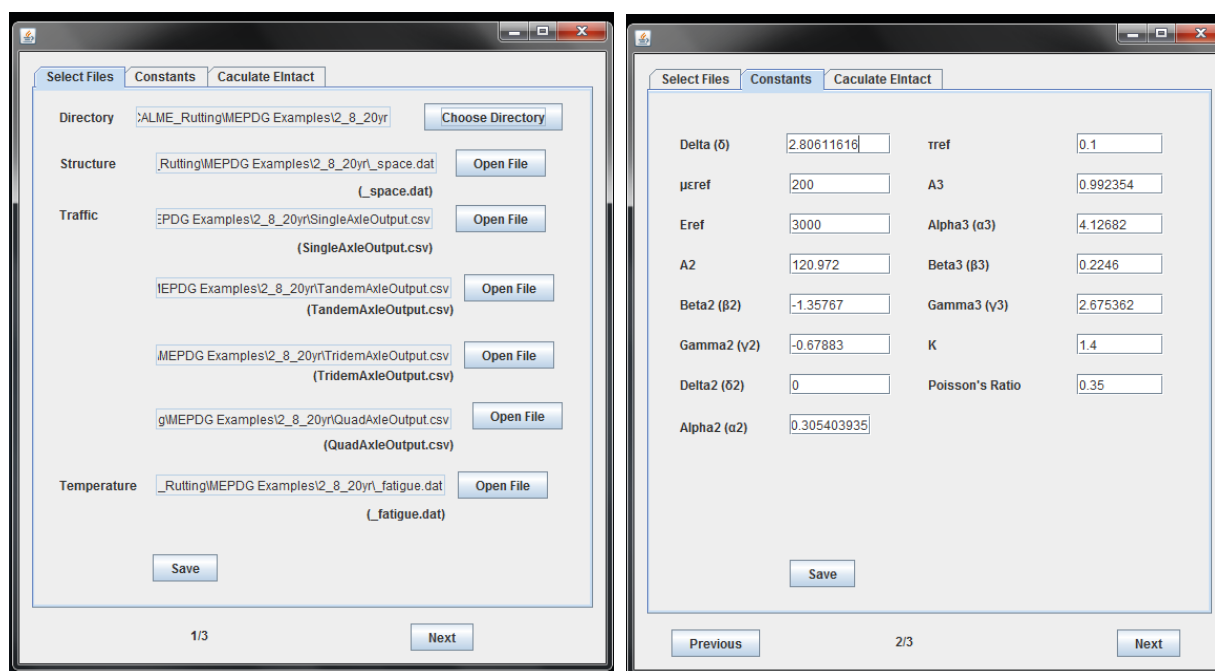 Select Files Constants Caculate EIntact
Directory CALME_Rutting\MEPDG Examples\2_8_20yr Choose Directory
Structure _Rutting\MEPDG Examples\2_8_20yr\_space.dat Open File
(_space.dat)
Traffic EPDG Examples\2_8_20yr\SingleAxleOutput.csv Open File
(SingleAxleOutput.csv)
MEPDG Examples\2_8_20yr\TandemAxleOutput.csv Open File
(TandemAxleOutput.csv)
\MEPDG Examples\2_8_20yr\TridemAxleOutput.csv Open File
(TridemAxleOutput.csv)
g\MEPDG Examples\2_8_20yr\QuadAxleOutput.csv Open File
(QuadAxleOutput.csv)
Temperature _Rutting\MEPDG Examples\2_8_20yr\_fatigue.dat Open File
(_fatigue.dat)
Save
1/3 Next
Select Files Constants Caculate EIntact
Delta (δ) 2.80611616 τref 0.1
μεref 200 A3 0.992354
Eref 3000 Alpha3 (α3) 4.12682
A2 120.972 Beta3 (β3) 0.2246
Beta2 (β2) -1.35767 Gamma3 (γ3) 2.675362
Gamma2 (γ2) -0.67883 K 1.4
Delta2 (δ2) 0 Poisson's Ratio 0.35
Alpha2 (α2) 0.305403935
Save
Previous 2/3 Next